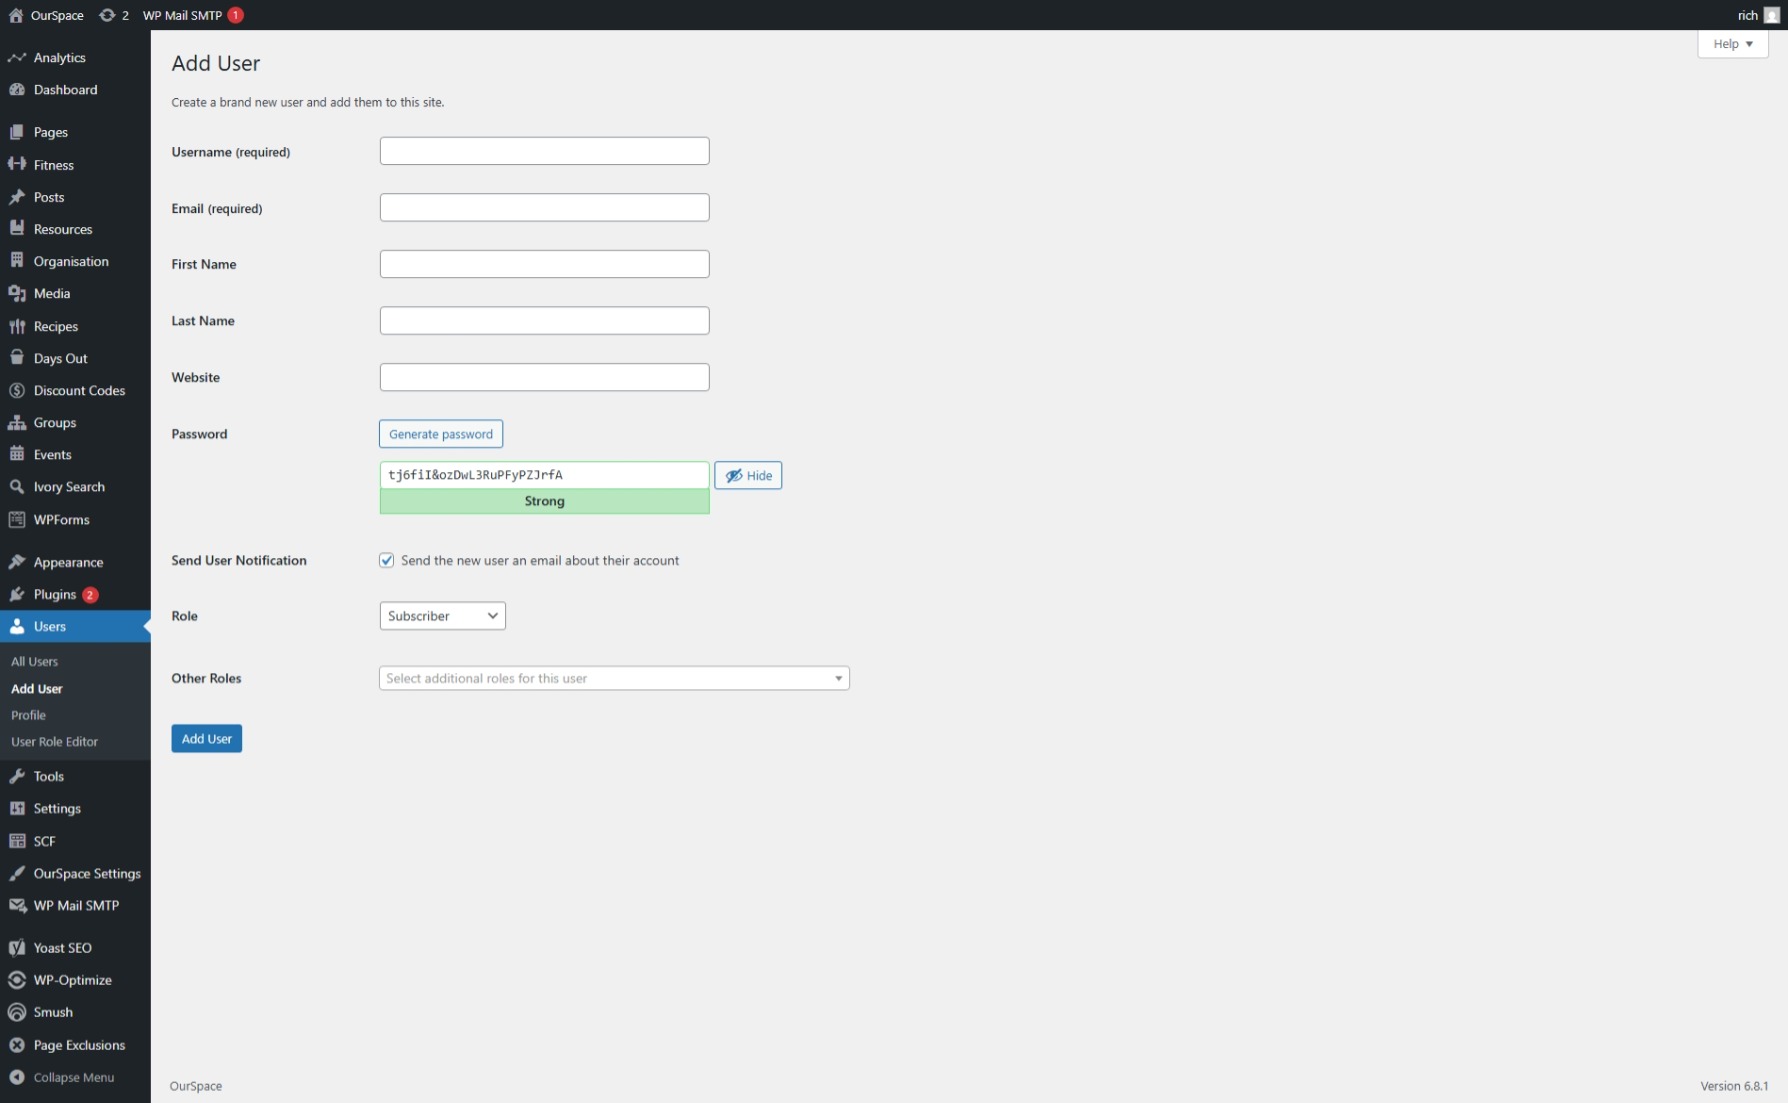 OurSpace 2 WP Mail SMTP 1 rich
Help
Analytics
Dashboard
Pages
Fitness
Posts
Resources
Organisation
Media
Recipes
Days Out
Discount Codes
Groups
Events
Ivory Search
WPForms
Appearance
Plugins 2
Users
All Users
Add User
Profile
User Role Editor
Tools
Settings
SCF
OurSpace Settings
WP Mail SMTP
Yoast SEO
WP-Optimize
Smush
Page Exclusions
Collapse Menu
Add User
Create a brand new user and add them to this site.
Username (required)
Email (required)
First Name
Last Name
Website
Password Generate password
tj6fiI&ozDwL3RuPFyPZJrfA Hide
Strong
Send User Notification Send the new user an email about their account
Role Subscriber
Other Roles Select additional roles for this user
Add User
OurSpace Version 6.8.1